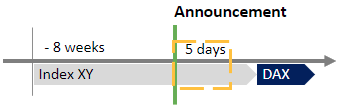 Announcement
- 8 weeks
5 days
Index XY
DAX